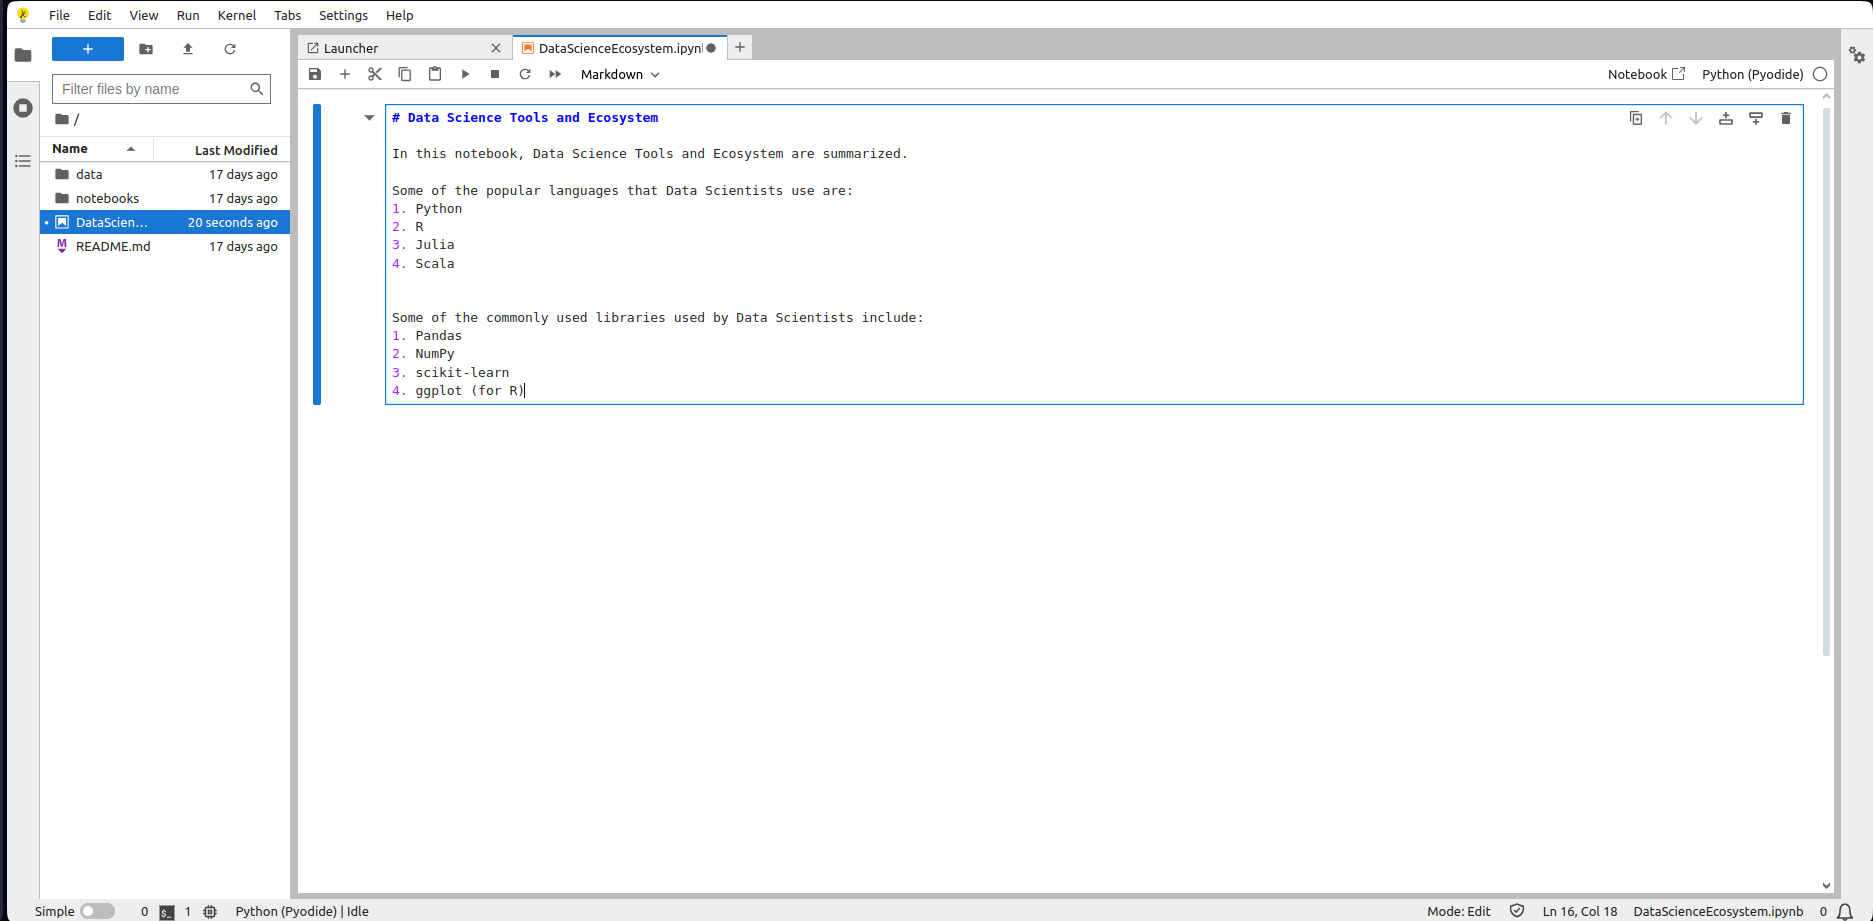 File Edit View Run Kernel Tabs Settings Help
Launcher
DataScienceEcosystem.ipyn
Markdown
Notebook
Python (Pyodide)
Filter files by name
/
Name Last Modified
data 17 days ago
notebooks 17 days ago
DataScien... 20 seconds ago
README.md 17 days ago
# Data Science Tools and Ecosystem
In this notebook, Data Science Tools and Ecosystem are summarized.
Some of the popular languages that Data Scientists use are:
1. Python
2. R
3. Julia
4. Scala
Some of the commonly used libraries used by Data Scientists include:
1. Pandas
2. NumPy
3. scikit-learn
4. ggplot (for R)
Simple 0 1 Python (Pyodide) | Idle Mode: Edit Ln 16, Col 18 DataScienceEcosystem.ipynb 0